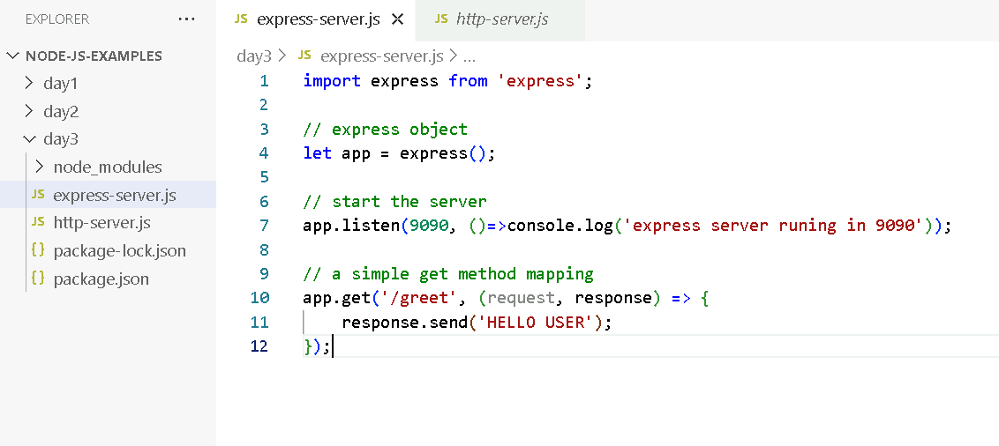 EXPLORER ...
NODE-JS-EXAMPLES
day1
day2
day3
node_modules
JS express-server.js
JS http-server.js
{} package-lock.json
{} package.json
JS express-server.js
JS http-server.js
day3 > JS express-server.js > ...
1 import express from 'express';
2
3 // express object
4 let app = express();
5
6 // start the server
7 app.listen(9090, ()=>console.log('express server runing in 9090'));
8
9 // a simple get method mapping
10 app.get('/greet', (request, response) => {
11     response.send('HELLO USER');
12 });